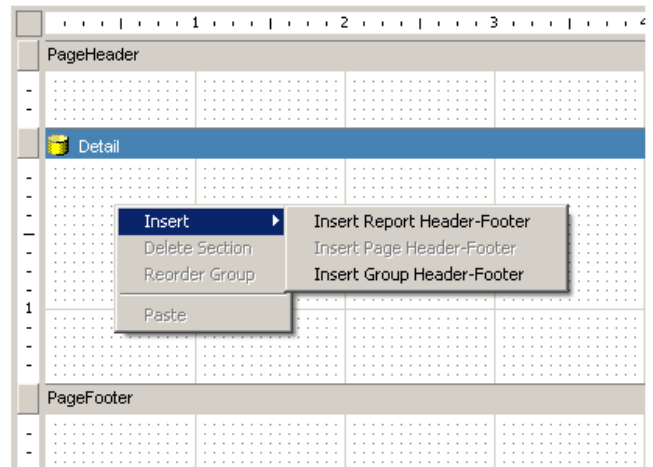 1 2 3 4
PageHeader
Detail
Insert Insert Report Header-Footer
Delete Section Insert Page Header-Footer
Reorder Group Insert Group Header-Footer
1
Paste
PageFooter